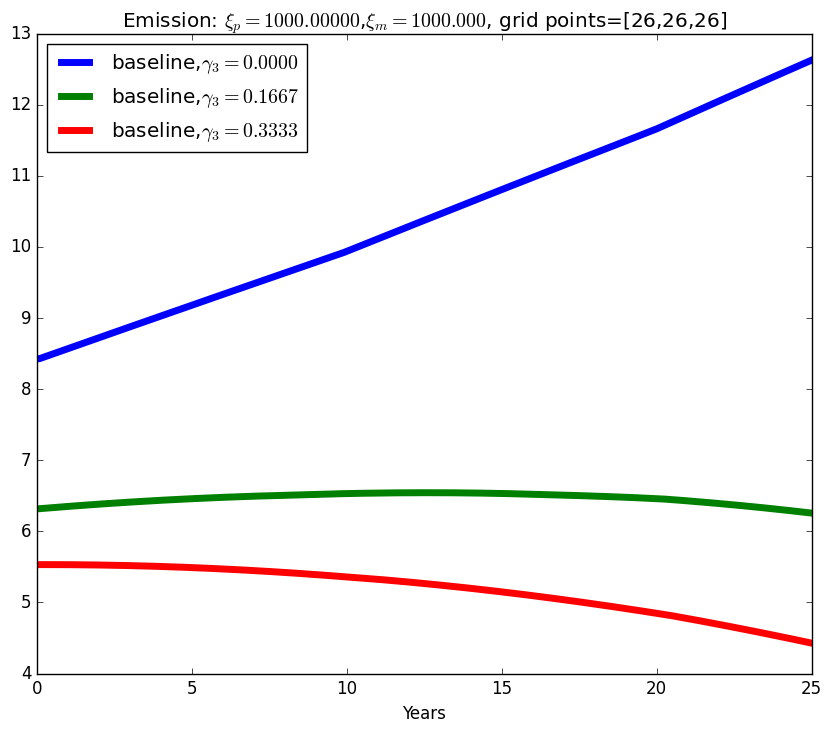 Emission: ξp = 1000.00000,ξm = 1000.000, grid points=[26,26,26]
13
12
11
10
9
8
7
6
5
4
baseline,γ3 = 0.0000
baseline,γ3 = 0.1667
baseline,γ3 = 0.3333
0 5 10 15 20 25
Years